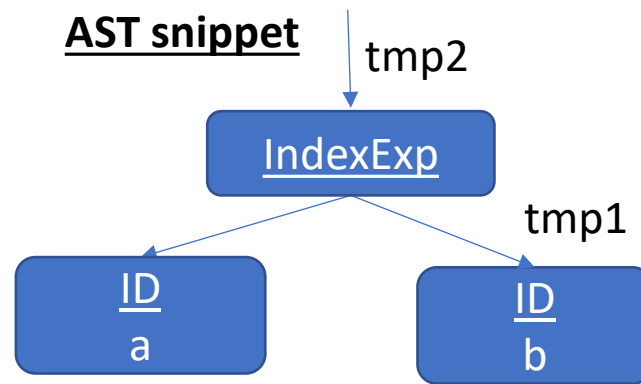 AST snippet
tmp2
IndexExp
tmp1
ID
a
ID
b